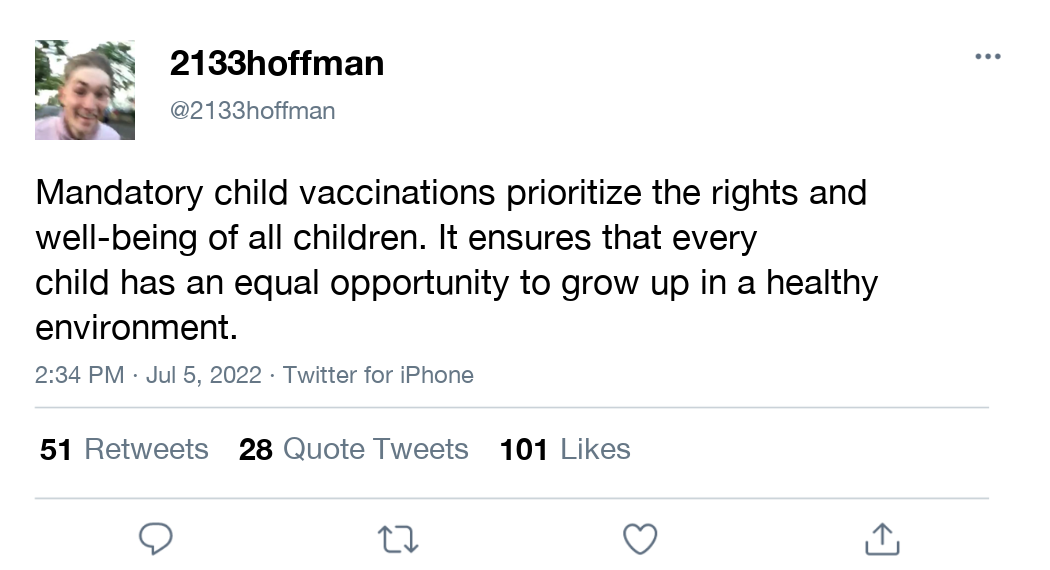 2133hoffman
@2133hoffman
Mandatory child vaccinations prioritize the rights and
well-being of all children. It ensures that every
child has an equal opportunity to grow up in a healthy
environment.
2:34 PM · Jul 5, 2022 · Twitter for iPhone
51 Retweets 28 Quote Tweets 101 Likes